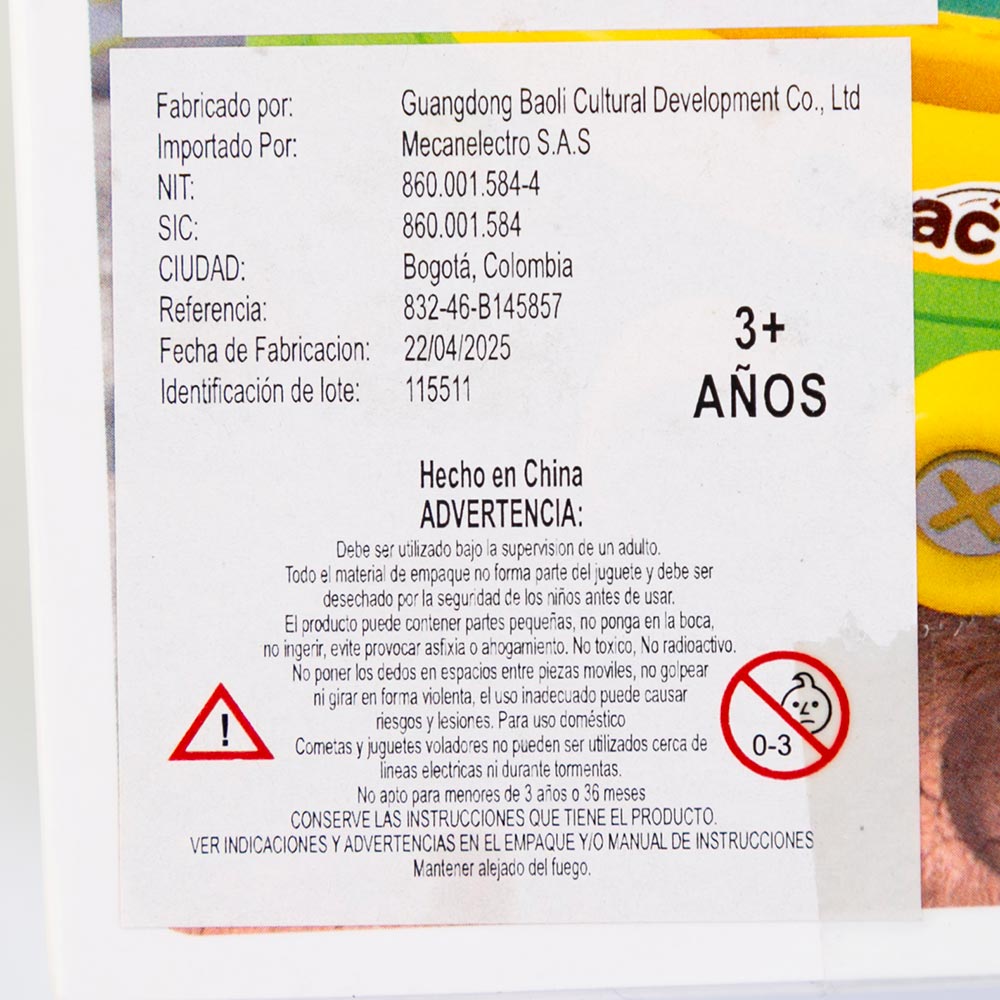 Fabricado por: Guangdong Baoli Cultural Development Co., Ltd
Importado Por: Mecanelectro S.A.S
NIT: 860.001.584-4
SIC: 860.001.584
CIUDAD: Bogotá, Colombia
Referencia: 832-46-B145857
Fecha de Fabricacion: 22/04/2025
Identificación de lote: 115511
3+
AÑOS
Hecho en China
ADVERTENCIA:
Debe ser utilizado bajo la supervision de un adulto.
Todo el material de empaque no forma parte del juguete y debe ser
desechado por la seguridad de los niños antes de usar.
El producto puede contener partes pequeñas, no ponga en la boca,
no ingerir, evite provocar asfixia o ahogamiento. No toxico, No radioactivo.
No poner los dedos en espacios entre piezas moviles, no golpear
ni girar en forma violenta, el uso inadecuado puede causar
riesgos y lesiones. Para uso doméstico
Cometas y juguetes voladores no pueden ser utilizados cerca de
lineas electricas ni durante tormentas.
No apto para menores de 3 años o 36 meses
CONSERVE LAS INSTRUCCIONES QUE TIENE EL PRODUCTO.
VER INDICACIONES Y ADVERTENCIAS EN EL EMPAQUE Y/O MANUAL DE INSTRUCCIONES
Mantener alejado del fuego.
!
0-3
ac